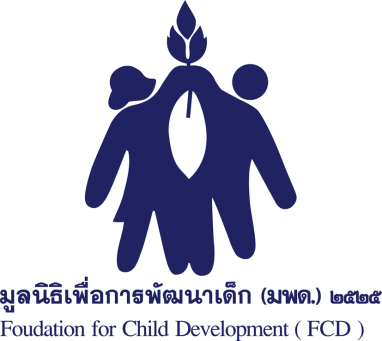 มูลนิธิเพื่อการพัฒนาเด็ก (มพด.) ๒๕๒๕
Foudation for Child Development ( FCD )